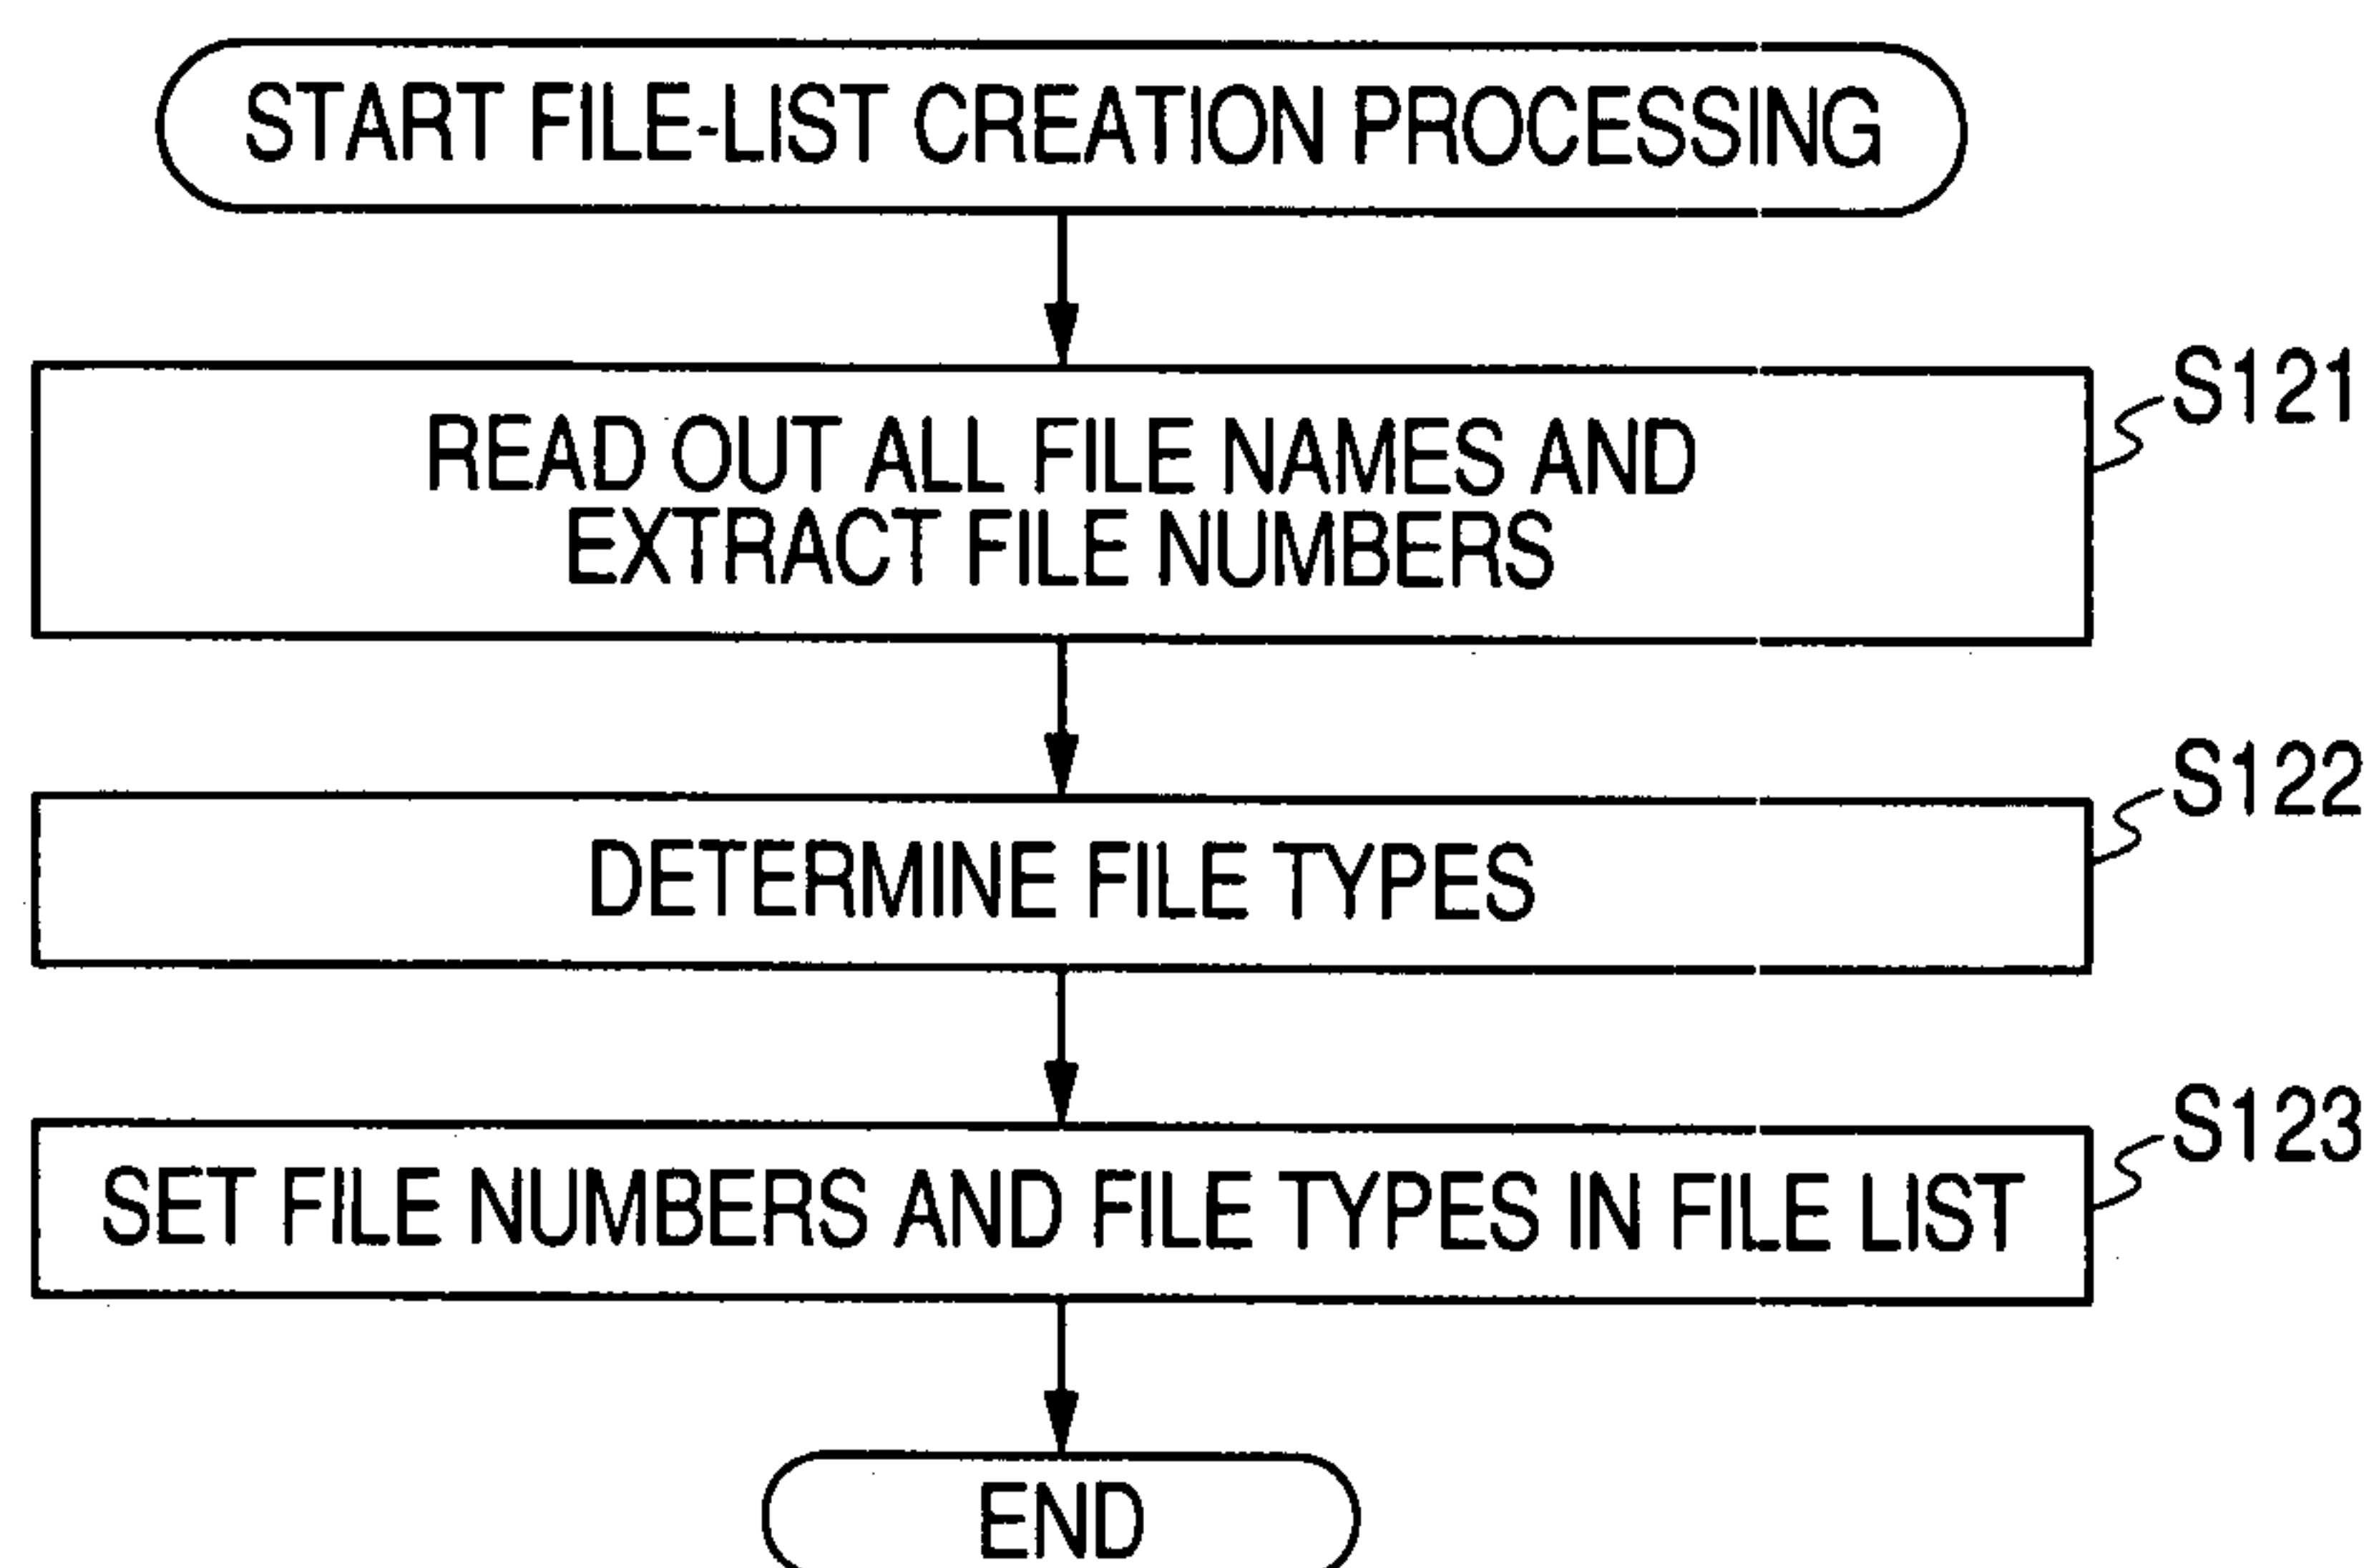 START FILE-LIST CREATION PROCESSING
S121
READ OUT ALL FILE NAMES AND
EXTRACT FILE NUMBERS
S122
DETERMINE FILE TYPES
S123
SET FILE NUMBERS AND FILE TYPES IN FILE LIST
END